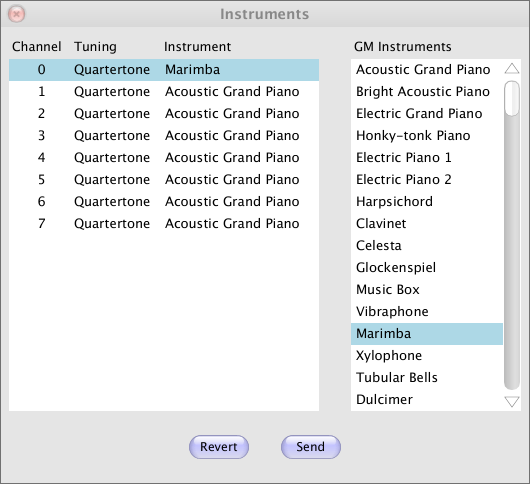 Instruments
Channel Tuning Instrument
0 Quartertone Marimba
1 Quartertone Acoustic Grand Piano
2 Quartertone Acoustic Grand Piano
3 Quartertone Acoustic Grand Piano
4 Quartertone Acoustic Grand Piano
5 Quartertone Acoustic Grand Piano
6 Quartertone Acoustic Grand Piano
7 Quartertone Acoustic Grand Piano
GM Instruments
Acoustic Grand Piano
Bright Acoustic Piano
Electric Grand Piano
Honky-tonk Piano
Electric Piano 1
Electric Piano 2
Harpsichord
Clavinet
Celesta
Glockenspiel
Music Box
Vibraphone
Marimba
Xylophone
Tubular Bells
Dulcimer
Revert Send